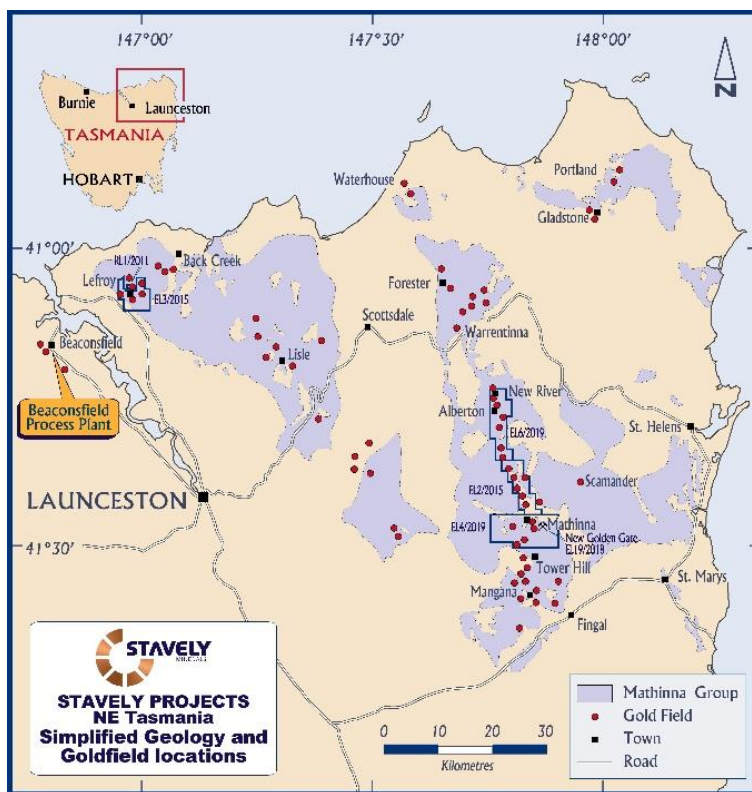 147°00'
147°30'
148°00'
N
Burnie
Launceston
TASMANIA
HOBART
Waterhouse
Portland
Gladstone
41°00'
RL1/2011
Back Creek
Lefroy
EL3/2015
Forester
Scottsdale
Warrentinna
Beaconsfield
Lisle
Beaconsfield
Process Plant
New River
Alberton
EL6/2019
St. Helens
EL2/2015
Scamander
LAUNCESTON
EL4/2019
Mathinna
41°30'
New Golden Gate
EL19/2018
Tower Hill
Mangana
St. Marys
Fingal
STAVELY
MINERALS
STAVELY PROJECTS
NE Tasmania
Simplified Geology and
Goldfield locations
0 10 20 30
Kilometres
Mathinna Group
Gold Field
Town
Road